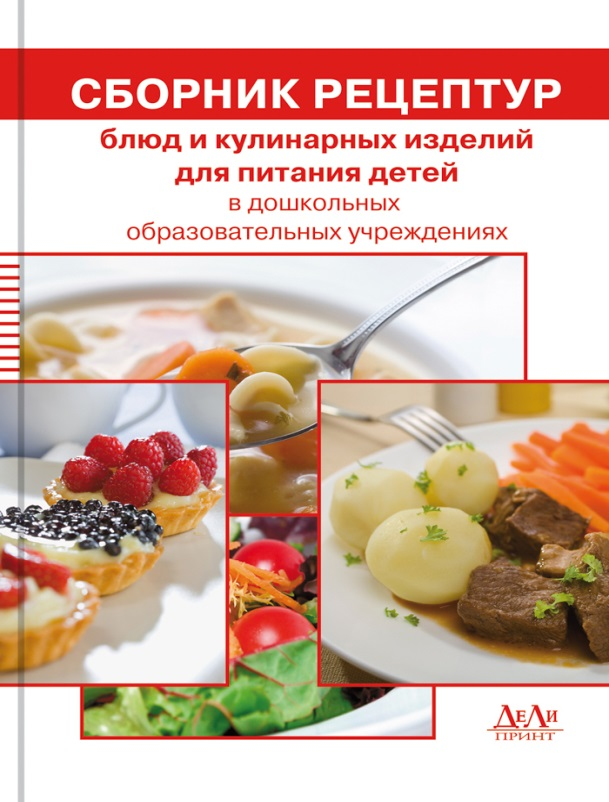 СБОРНИК РЕЦЕПТУР
блюд и кулинарных изделий
для питания детей
в дошкольных
образовательных учреждениях
ДеЛи
ПРИНТ